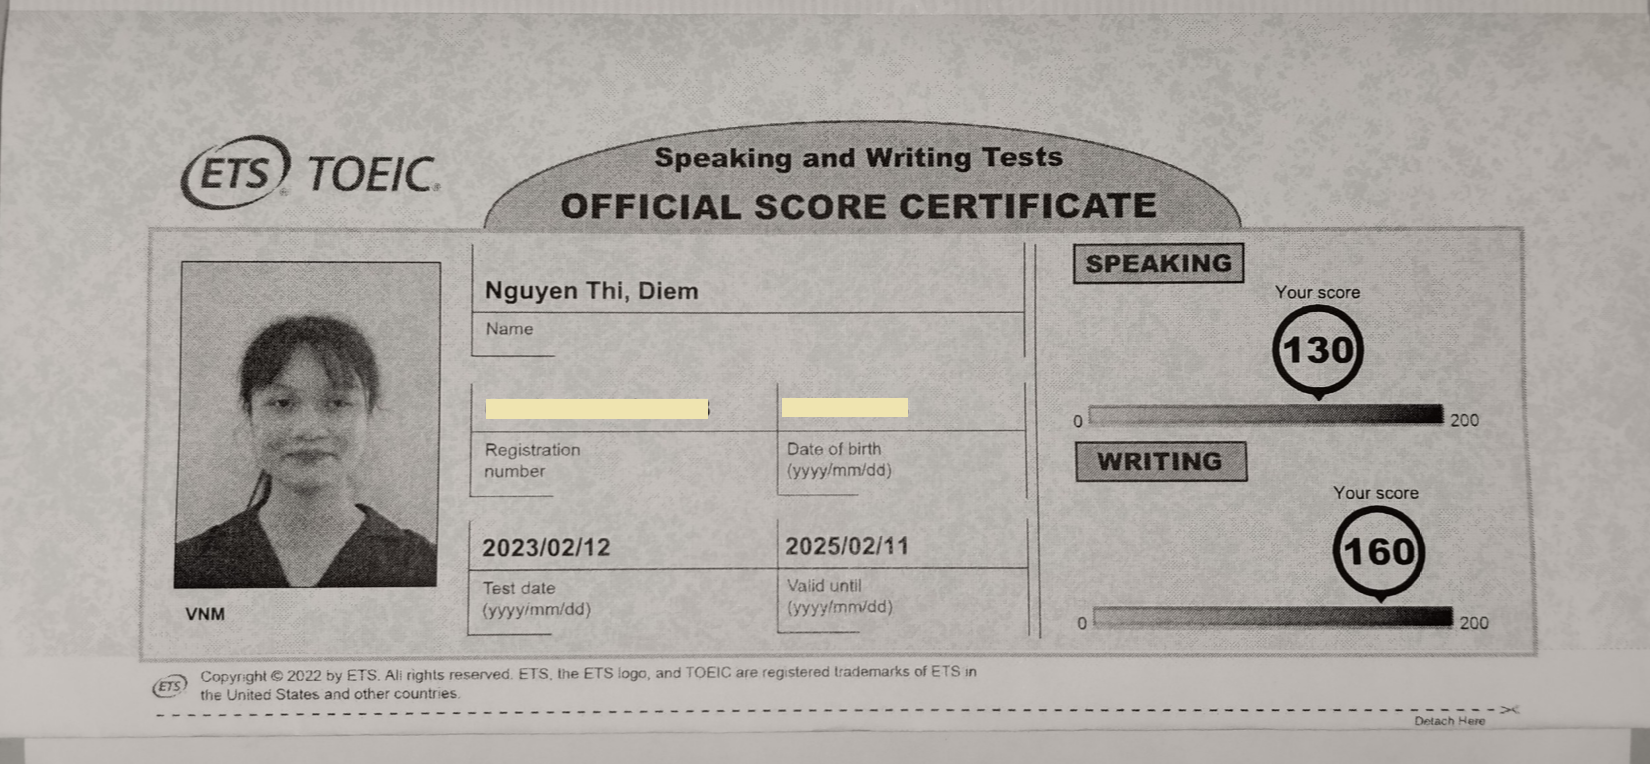 ETS® TOEIC®
Speaking and Writing Tests
OFFICIAL SCORE CERTIFICATE
Nguyen Thi, Diem
Name
Registration
number
Date of birth
(yyyy/mm/dd)
2023/02/12
Test date
(yyyy/mm/dd)
2025/02/11
Valid until
(yyyy/mm/dd)
VNM
SPEAKING
Your score
130
0
200
WRITING
Your score
160
0
200
ETS
Copyright © 2022 by ETS. All rights reserved. ETS, the ETS logo, and TOEIC are registered trademarks of ETS in
the United States and other countries.
Detach Here